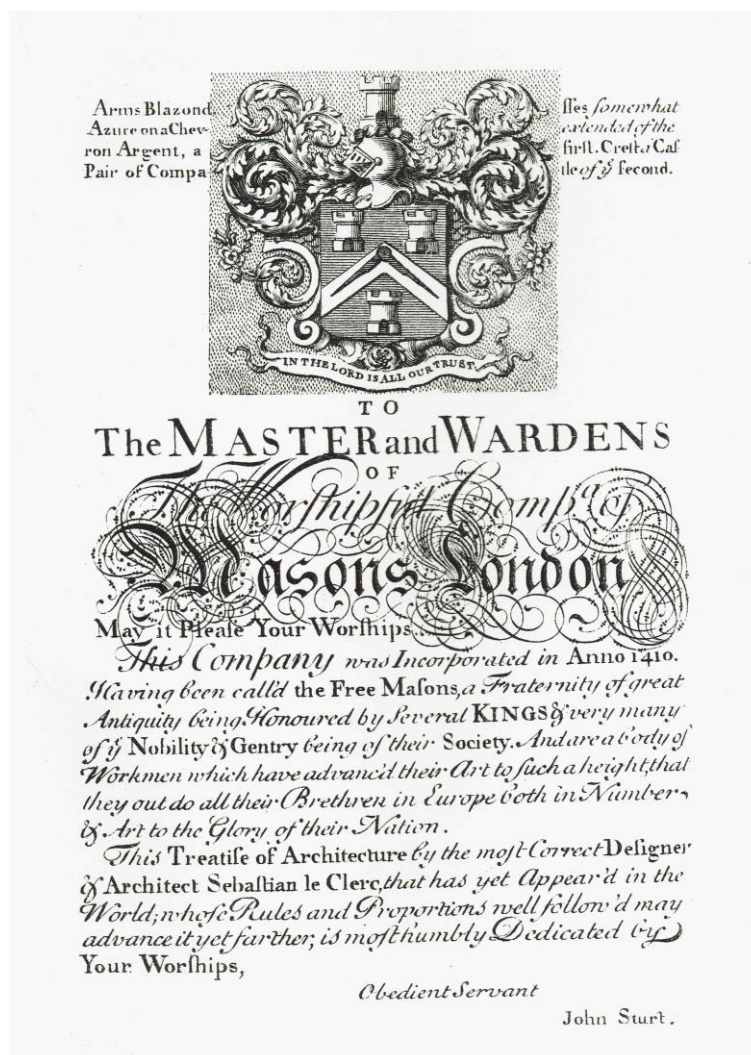 Arms Blazond,
Azure on a Chev-
ron Argent, a
Pair of Compa
ſſes ſomewhat
extended of the
firſt. Creſt a Caſ
tle of yͤ ſecond.
IN THE LORD IS ALL OUR TRUST
TO
The MASTER and WARDENS
OF
The Worſhipfull Compᵃ. of
Masons London
May it Pleaſe Your Worſhips...
This Company was Incorporated in Anno 1410.
Having been call'd the Free Maſons, a Fraternity of great
Antiquity being Honoured by ſeveral KINGS & very many
of yͤ Nobility & Gentry being of their Society. And are a body of
Workmen which have advanc'd their Art to ſuch a height, that
they out do all their Brethren in Europe both in Number
& Art to the Glory of their Nation.
This Treatiſe of Architecture by the moſt Correct Deſigner
& Architect Sebaſtian le Clerc, that has yet Appear'd in the
World; whoſe Rules and Proportions well follow'd may
advance it yet farther, is moſt humbly Dedicated by
Your Worſhips,
Obedient Servant
John Sturt.